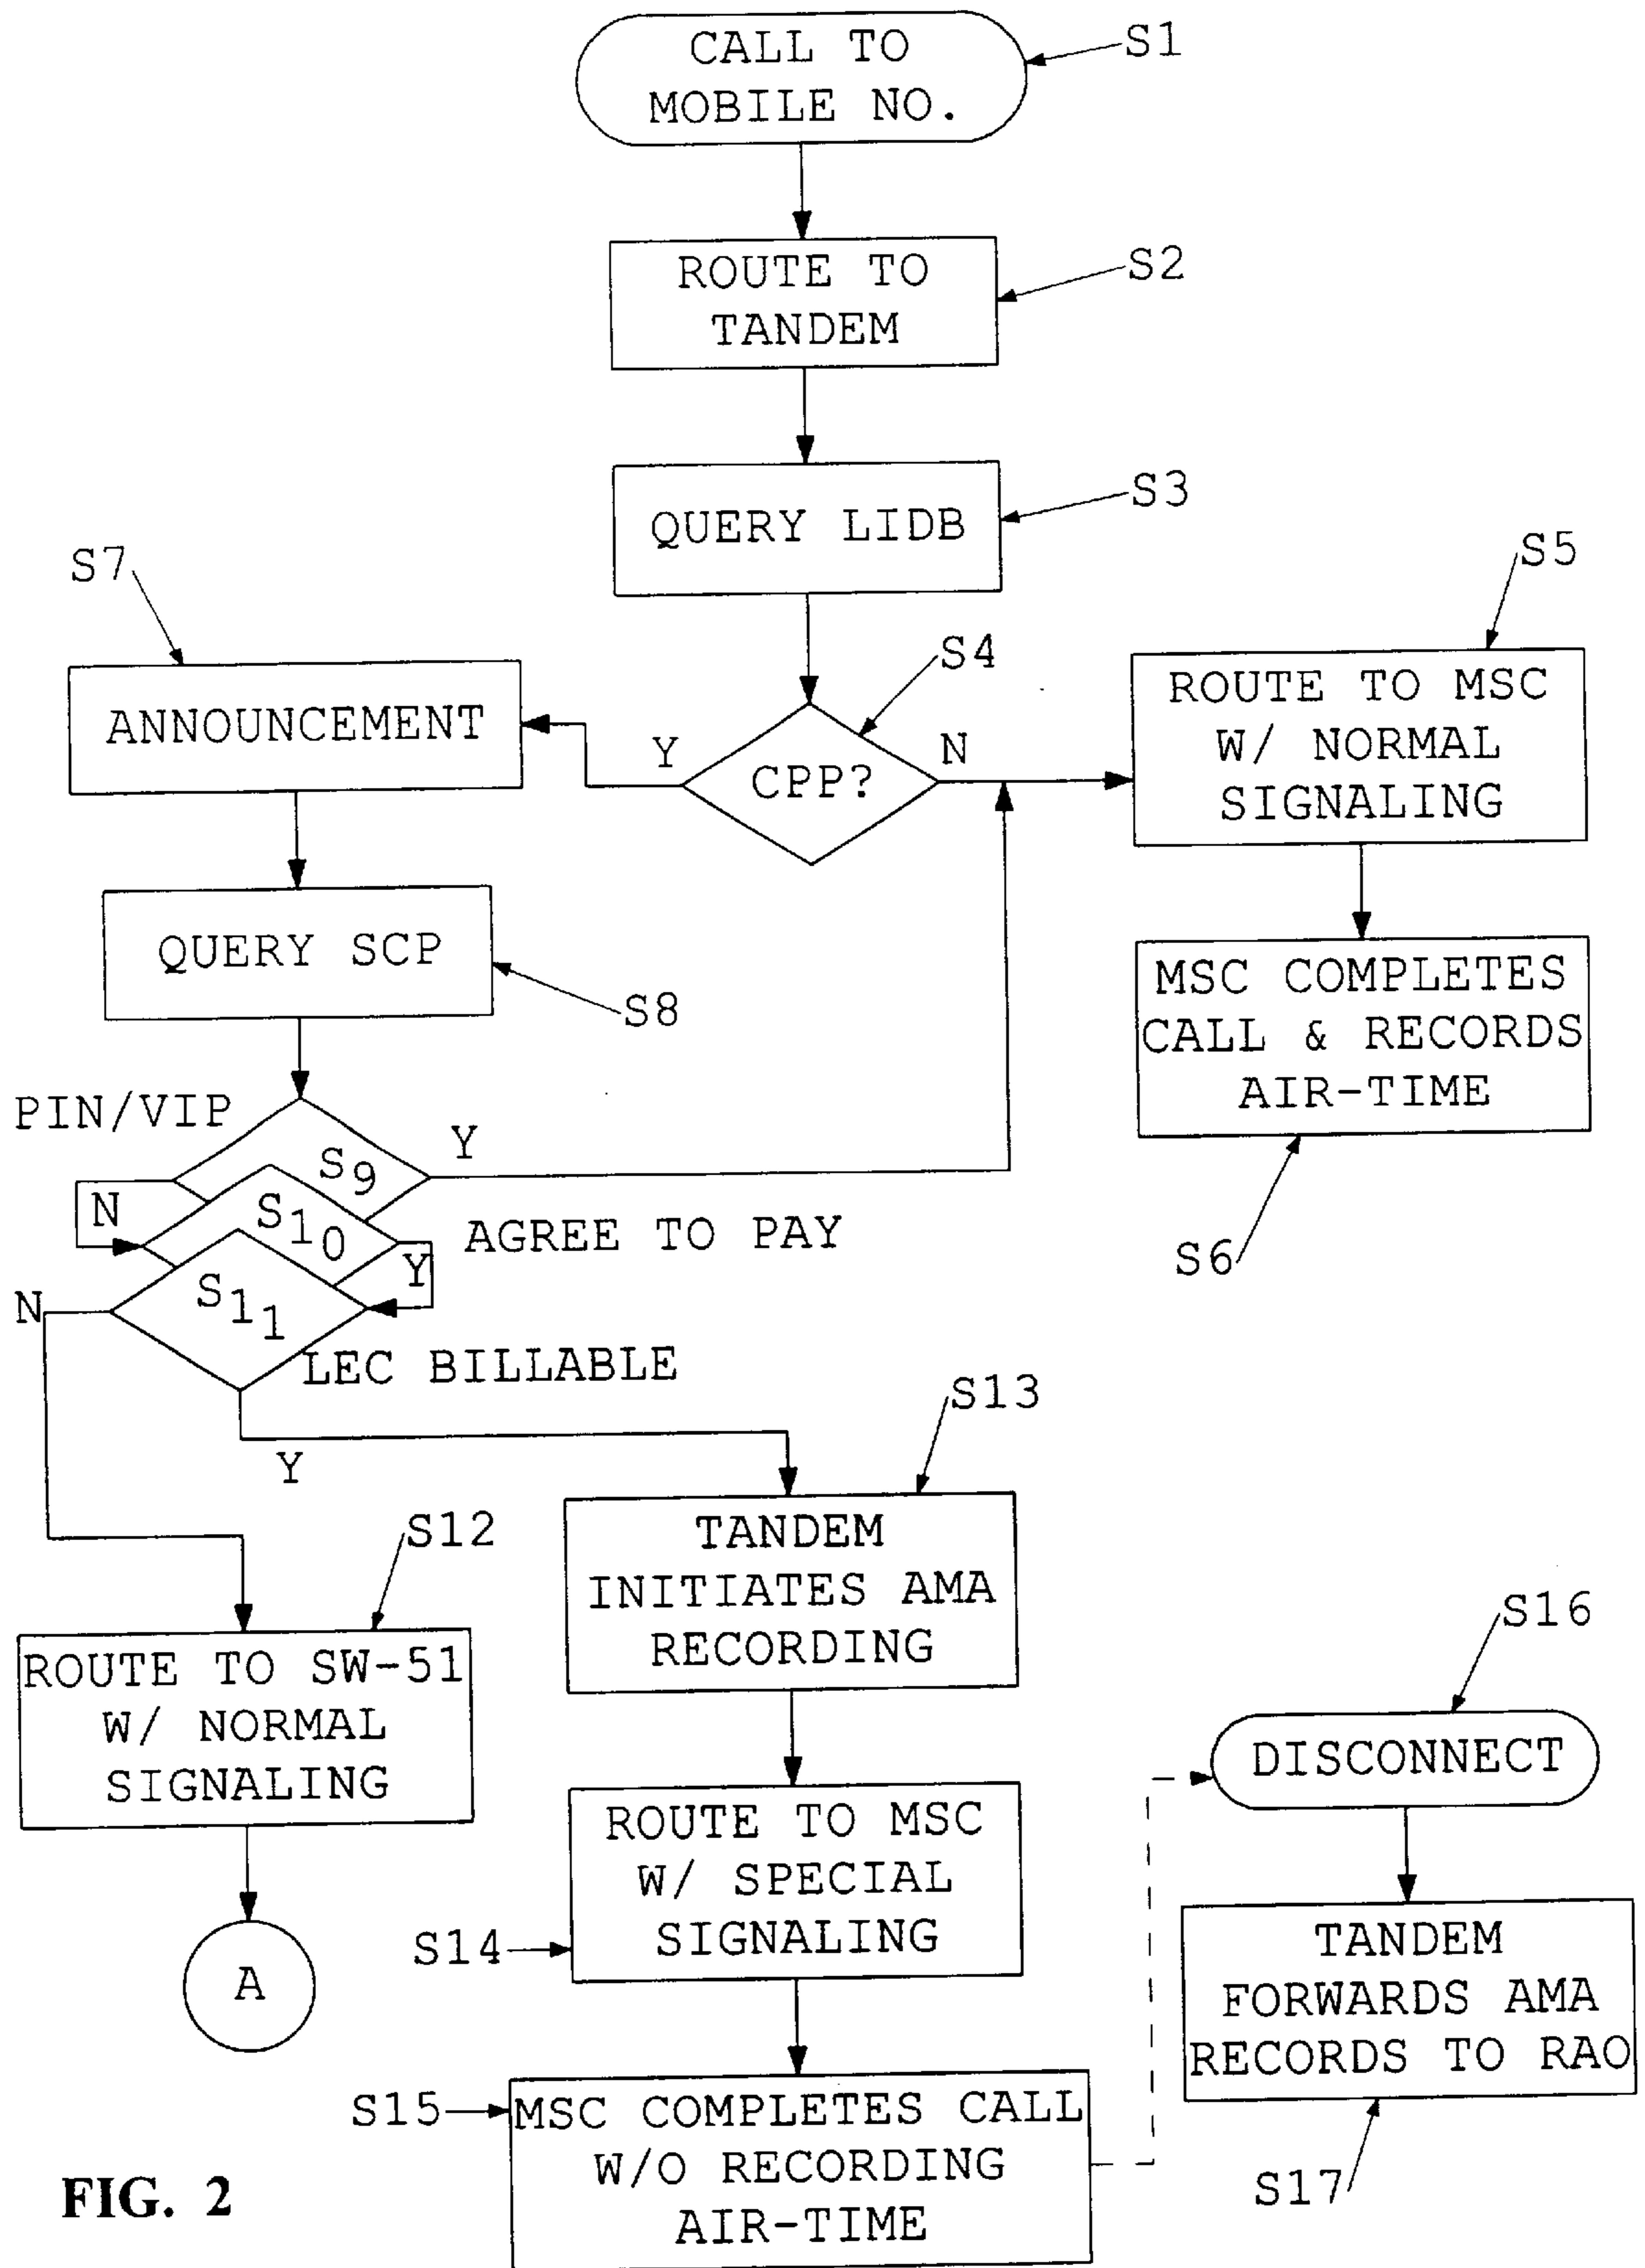 CALL TO
MOBILE NO.
S1
ROUTE TO
TANDEM
S2
QUERY LIDB
S3
S7
ANNOUNCEMENT
S4
CPP?
Y
N
S5
ROUTE TO MSC
W/ NORMAL
SIGNALING
QUERY SCP
S8
MSC COMPLETES
CALL & RECORDS
AIR-TIME
S6
PIN/VIP
S9
Y
N
S10
AGREE TO PAY
Y
S11
N
LEC BILLABLE
Y
S13
TANDEM
INITIATES AMA
RECORDING
S12
ROUTE TO SW-51
W/ NORMAL
SIGNALING
A
S14
ROUTE TO MSC
W/ SPECIAL
SIGNALING
S16
DISCONNECT
TANDEM
FORWARDS AMA
RECORDS TO RAO
S17
S15
MSC COMPLETES CALL
W/O RECORDING
AIR-TIME
FIG. 2